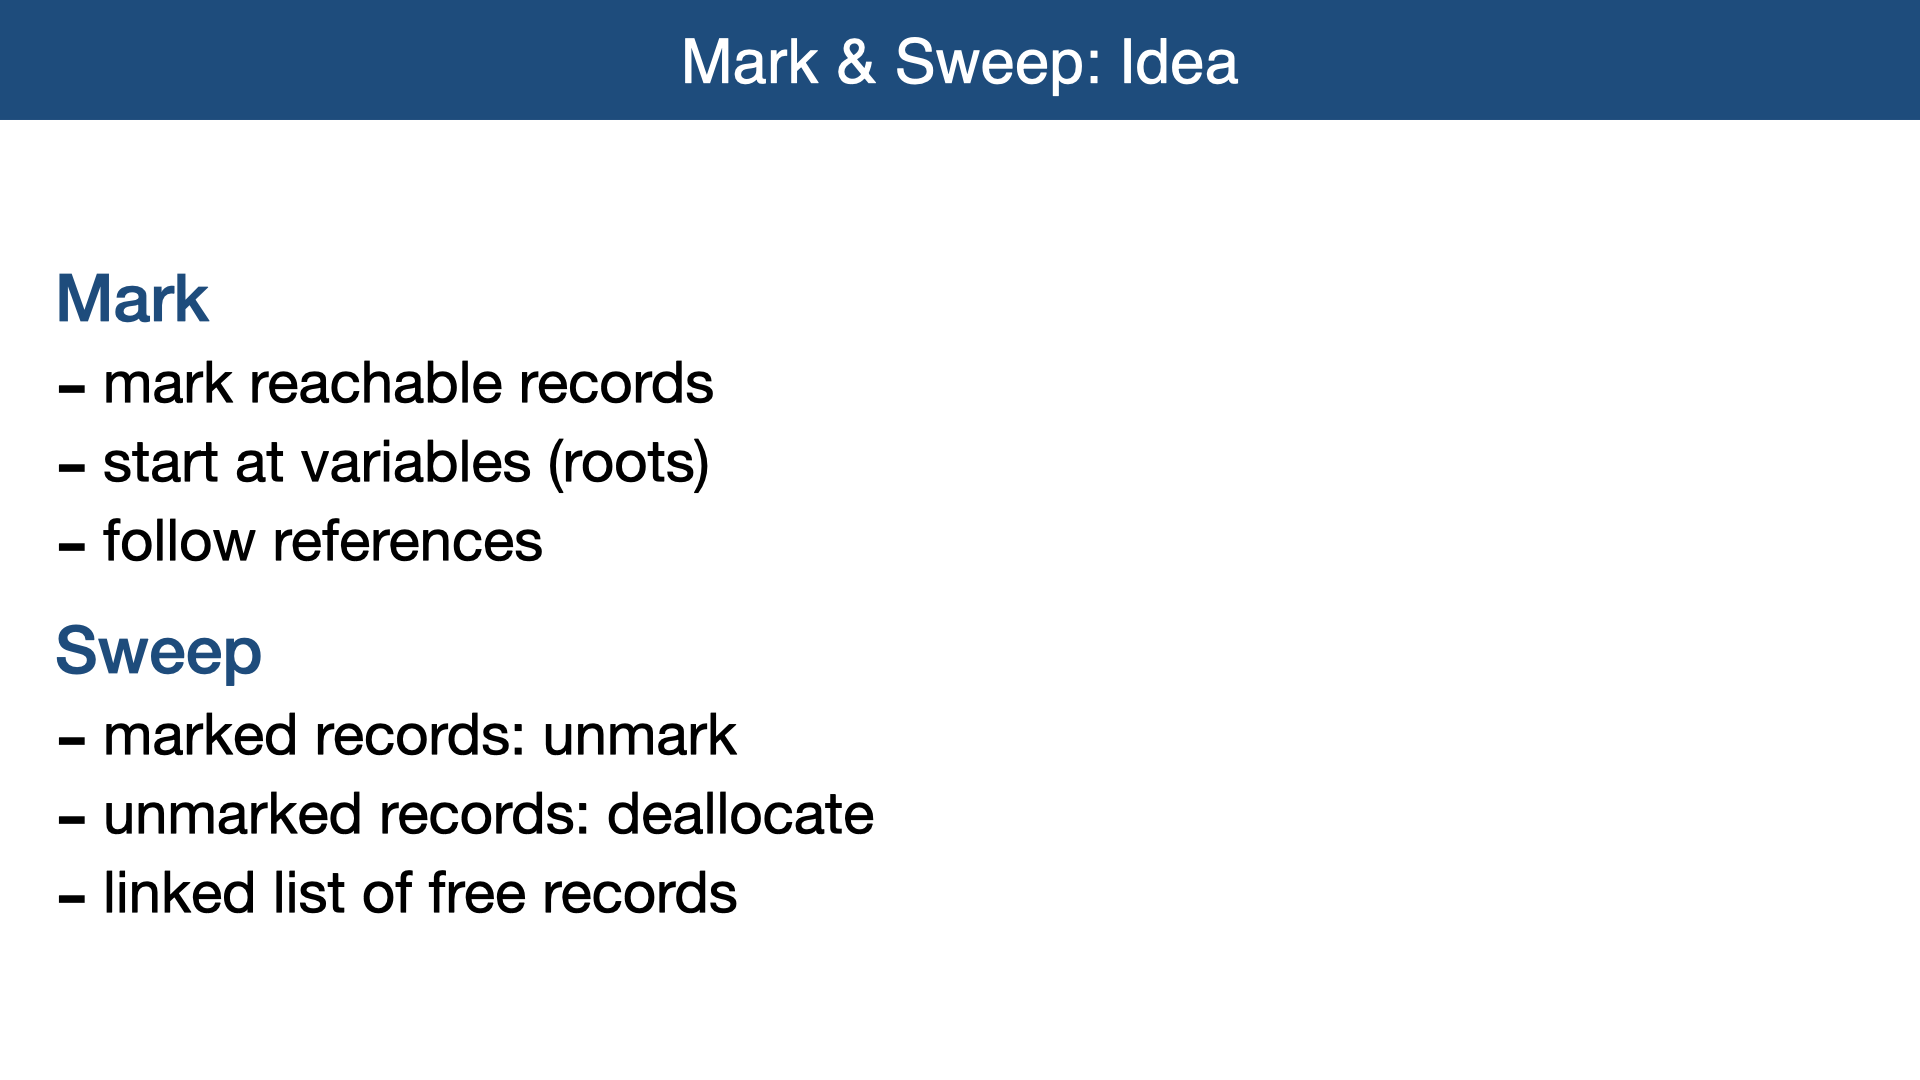 Mark & Sweep: Idea
Mark
- mark reachable records
- start at variables (roots)
- follow references
Sweep
- marked records: unmark
- unmarked records: deallocate
- linked list of free records